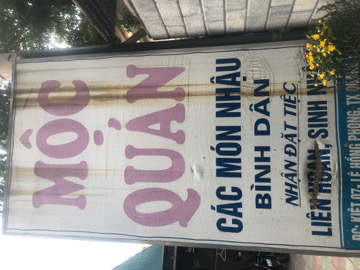 MỘC
QUÁN
CÁC MÓN NHẬU
BÌNH DÂN
NHẬN ĐẶT TIỆC
LIÊN HOAN, SINH